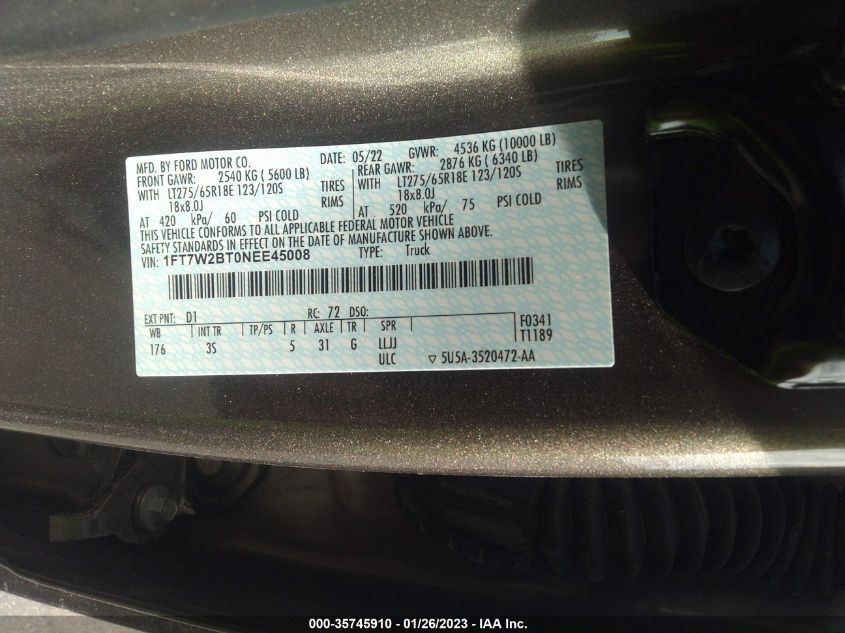 MFD. BY FORD MOTOR CO. DATE: 05/22 GVWR: 4536 KG (10000 LB)
FRONT GAWR: 2540 KG ( 5600 LB) REAR GAWR: 2876 KG ( 6340 LB)
WITH LT275/65R18E 123/120S TIRES WITH LT275/65R18E 123/120S TIRES
18x8.0J RIMS 18x8.0J RIMS
AT 420 kPa/ 60 PSI COLD AT 520 kPa/ 75 PSI COLD
THIS VEHICLE CONFORMS TO ALL APPLICABLE FEDERAL MOTOR VEHICLE
SAFETY STANDARDS IN EFFECT ON THE DATE OF MANUFACTURE SHOWN ABOVE.
VIN: 1FT7W2BT0NEE45008 TYPE: Truck
EXT PNT: D1 RC: 72 DSO:
WB INT TR TP/PS R AXLE TR SPR F0341
176 3S 5 31 G LLJJ T1189
ULC ▽ 5U5A-3520472-AA
000-35745910 - 01/26/2023 - IAA Inc.